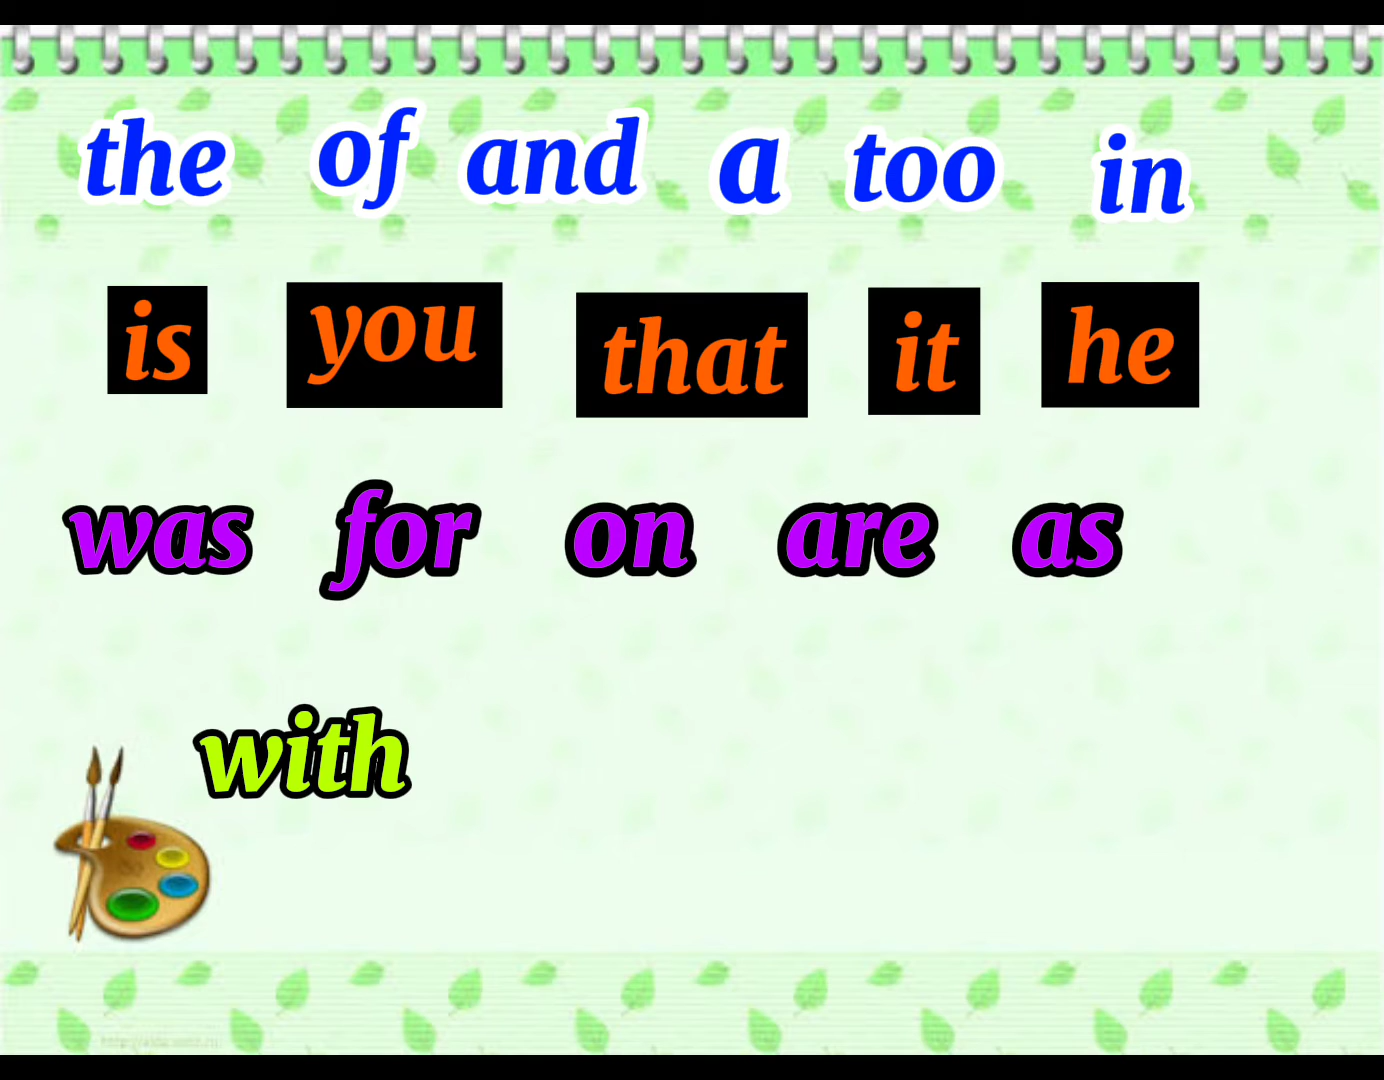 the of and a too in
is you that it he
was for on are as
with